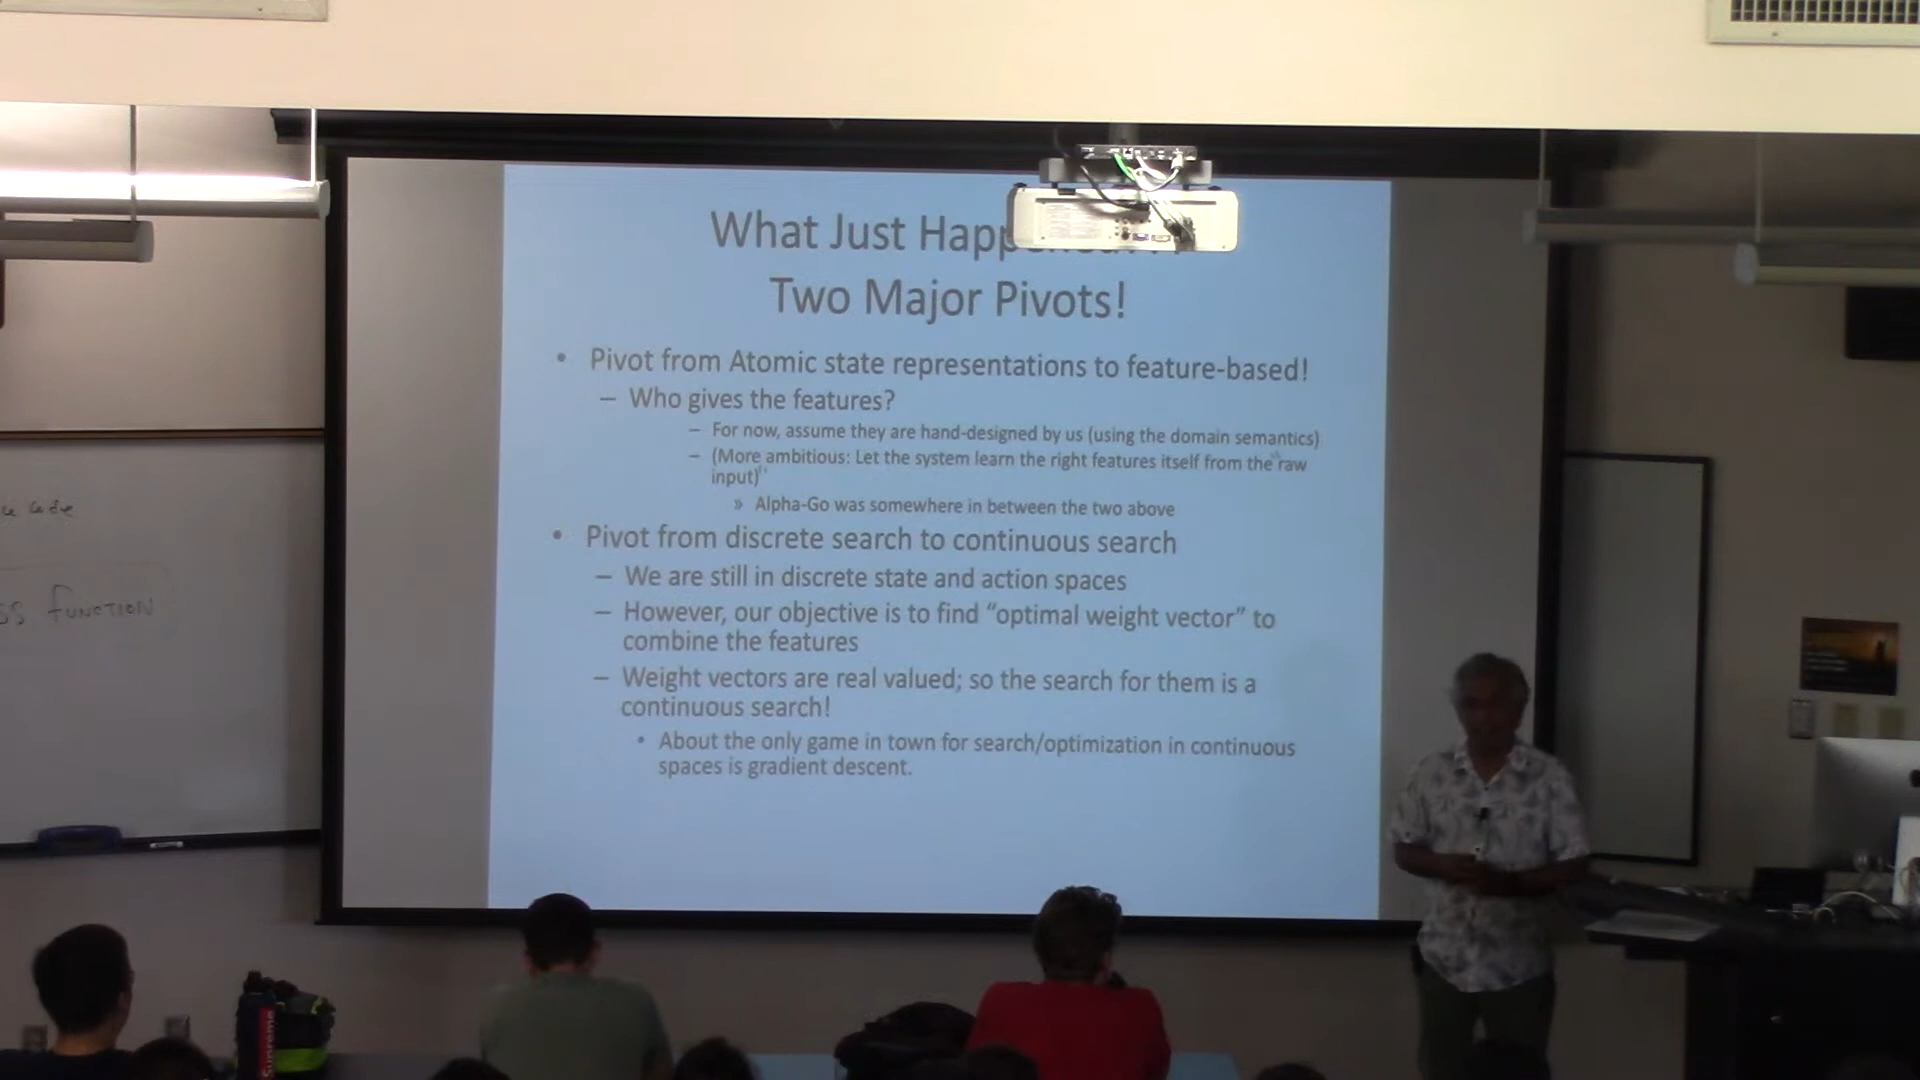 What Just
Two Major Pivots!
• Pivot from Atomic state representations to feature-based!
– Who gives the features?
– For now, assume they are hand-designed by us (using the domain semantics)
– (More ambitious: Let the system learn the right features itself from the raw
input)
» Alpha-Go was somewhere in between the two above
• Pivot from discrete search to continuous search
– We are still in discrete state and action spaces
– However, our objective is to find “optimal weight vector” to
combine the features
– Weight vectors are real valued; so the search for them is a
continuous search!
• About the only game in town for search/optimization in continuous
spaces is gradient descent.
FUNCTION
Supreme